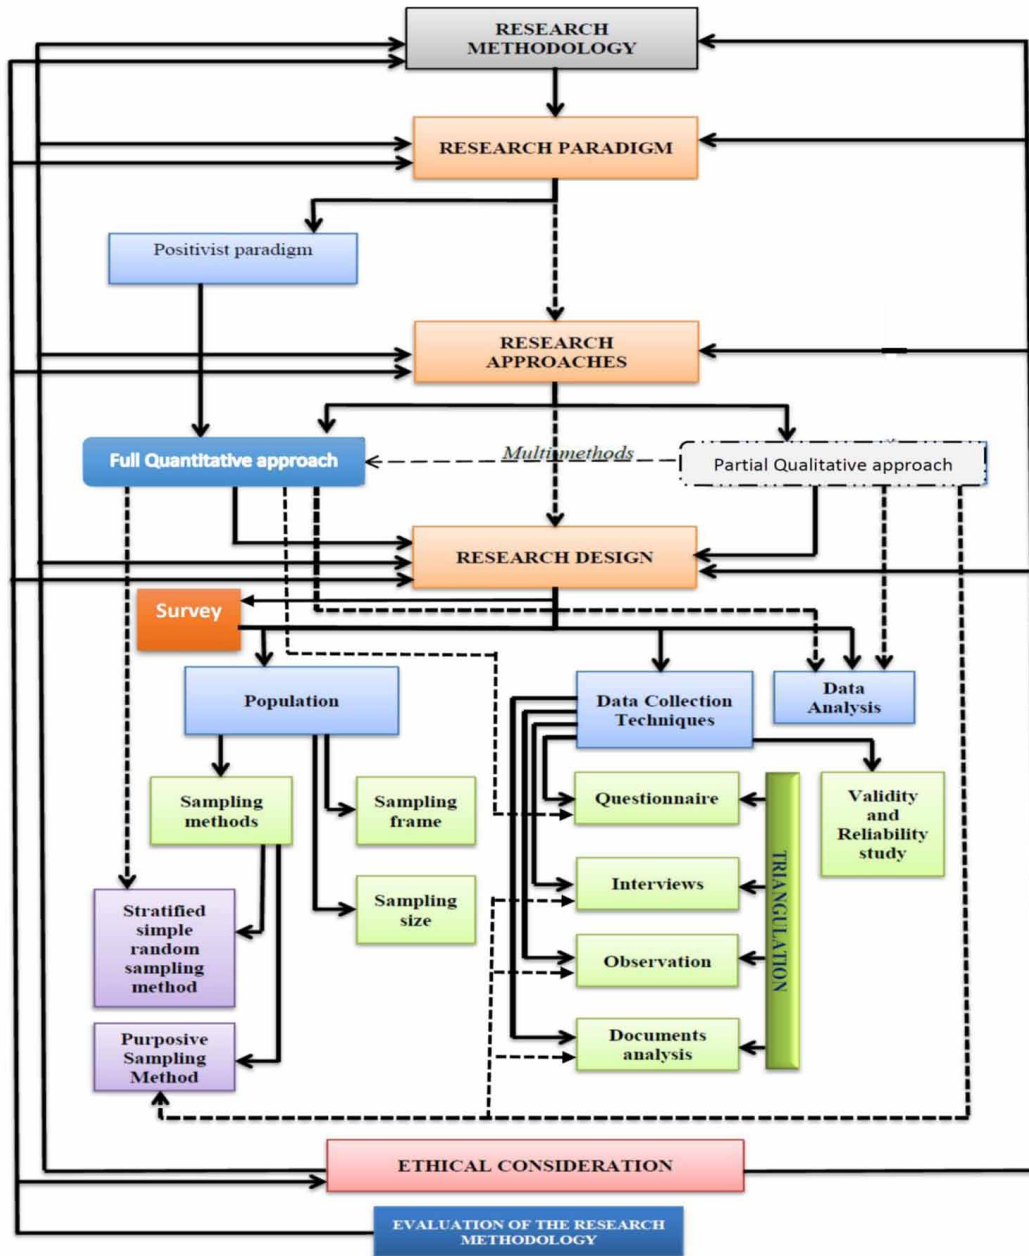 RESEARCH
METHODOLOGY
RESEARCH PARADIGM
Positivist paradigm
RESEARCH
APPROACHES
Full Quantitative approach
Multi methods
Partial Qualitative approach
RESEARCH DESIGN
Survey
Population
Data Collection
Techniques
Data
Analysis
Sampling
methods
Sampling
frame
Questionnaire
Validity
and
Reliability
study
Sampling
size
Interviews
TRIANGULATION
Stratified
simple
random
sampling
method
Observation
Purposive
Sampling
Method
Documents
analysis
ETHICAL CONSIDERATION
EVALUATION OF THE RESEARCH
METHODOLOGY